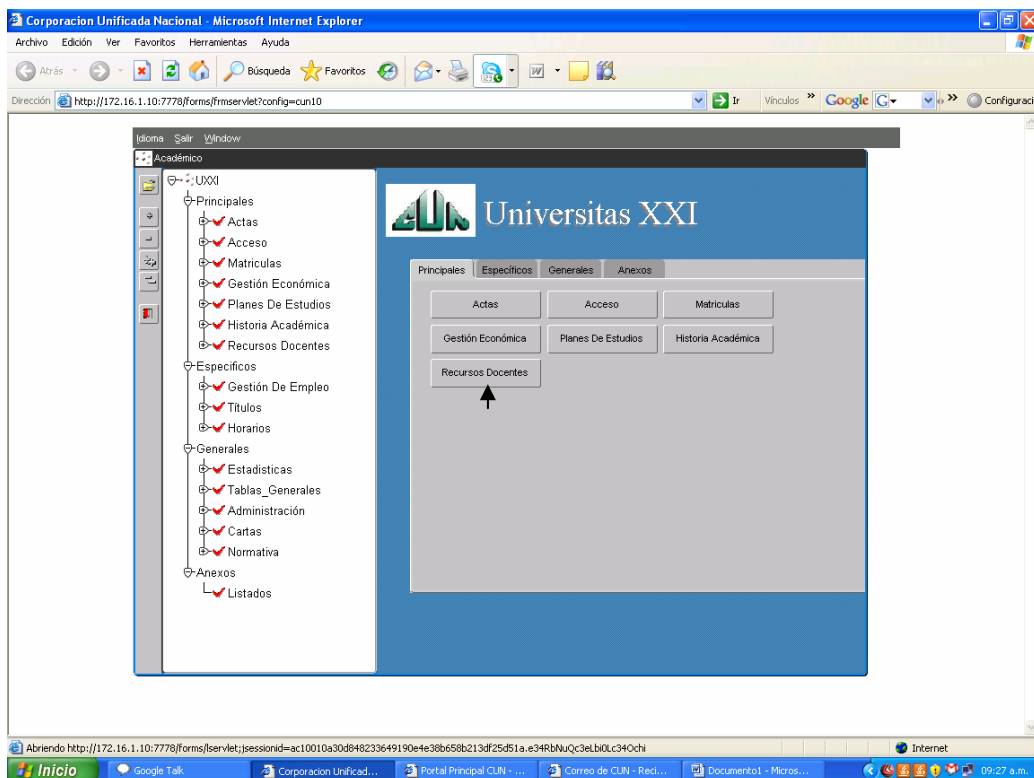 Corporacion Unificada Nacional - Microsoft Internet Explorer
Archivo Edición Ver Favoritos Herramientas Ayuda
Atrás Búsqueda Favoritos
Dirección http://172.16.1.10:7778/forms/frmservlet?config=cun10 Ir Vínculos » Google G » Configuraci
Idioma Salir Window
Académico
UXXI
Principales
Actas
Acceso
Matriculas
Gestión Económica
Planes De Estudios
Historia Académica
Recursos Docentes
Especificos
Gestión De Empleo
Títulos
Horarios
Generales
Estadisticas
Tablas_Generales
Administración
Cartas
Normativa
Anexos
Listados
CUN Universitas XXI
Principales Específicos Generales Anexos
Actas Acceso Matriculas
Gestión Económica Planes De Estudios Historia Académica
Recursos Docentes
Abriendo http://172.16.1.10:7778/forms/lservlet;jsessionid=ac10010a30d848233649190e4e38b658b213df25d51a.e34RbNuQc3eLbi0Lc34Ochi Internet
Inicio Google Talk Corporacion Unificad... Portal Principal CUN - ... Correo de CUN - Reci... Documento1 - Micros... 09:27 a.m.